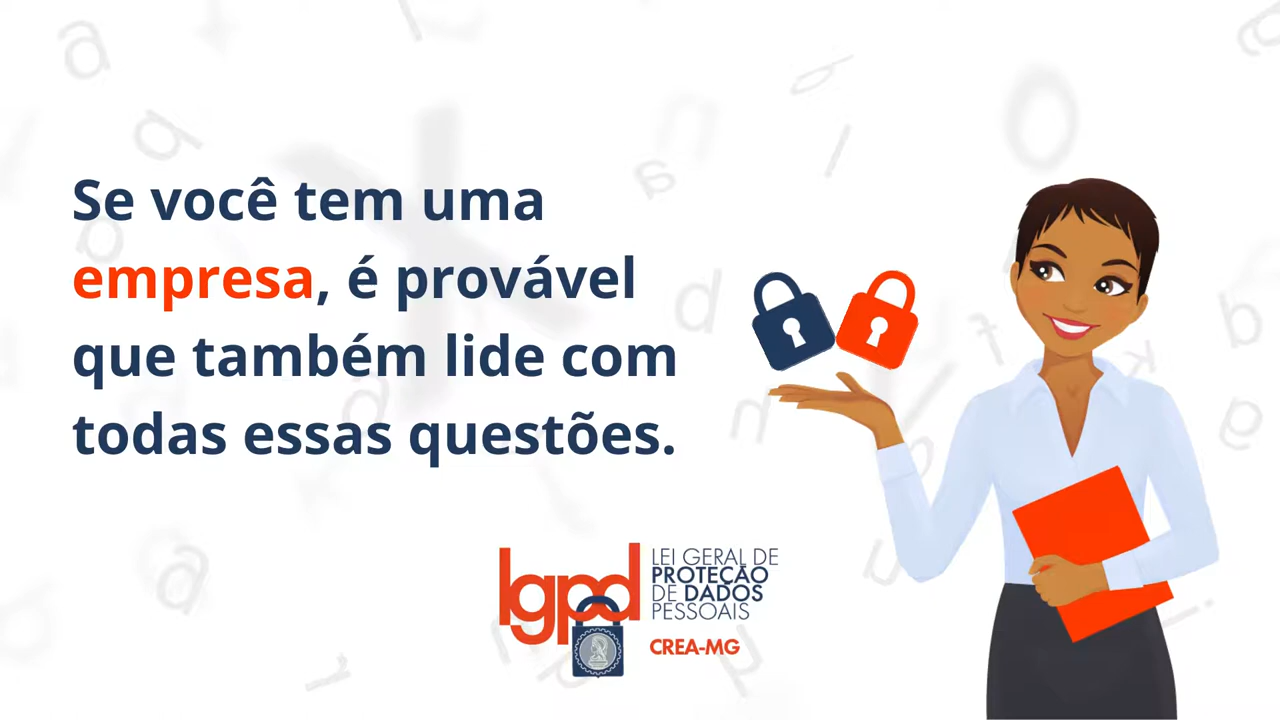 Se você tem uma
empresa, é provável
que também lide com
todas essas questões.
lgpd
LEI GERAL DE
PROTEÇÃO
DE DADOS
PESSOAIS
CREA-MG